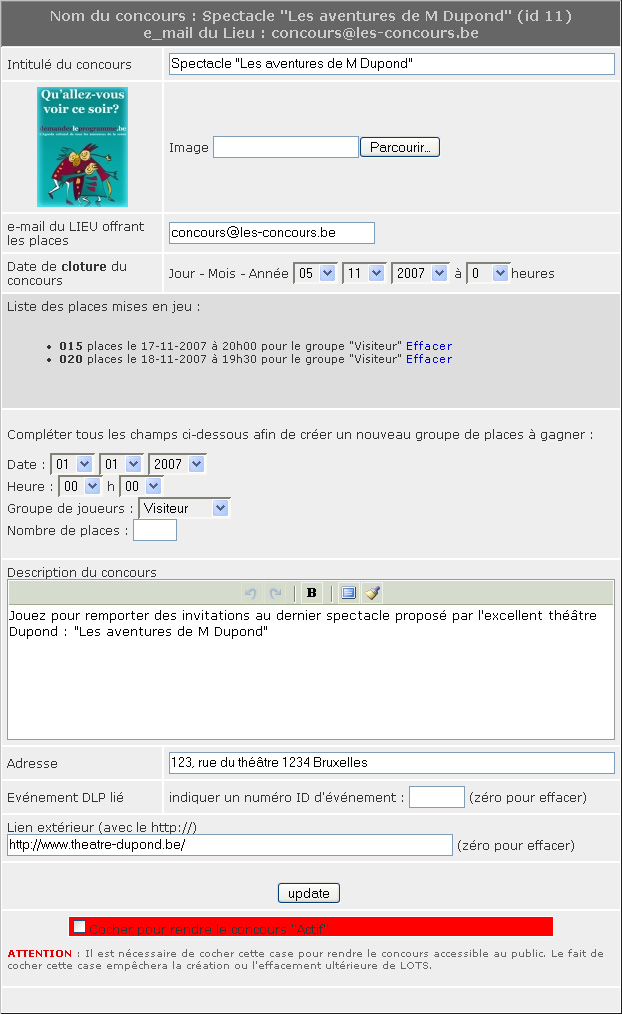 Nom du concours : Spectacle "Les aventures de M Dupond" (id 11)
e_mail du Lieu : concours@les-concours.be
Intitulé du concours
Spectacle "Les aventures de M Dupond"
Qu'allez-vous
voir ce soir?
demandezleprogramme.be
Image
Parcourir...
e-mail du LIEU offrant
les places
concours@les-concours.be
Date de cloture du
concours
Jour - Mois - Année 05 11 2007 à 0 heures
Liste des places mises en jeu :
• 015 places le 17-11-2007 à 20h00 pour le groupe "Visiteur" Effacer
• 020 places le 18-11-2007 à 19h30 pour le groupe "Visiteur" Effacer
Compléter tous les champs ci-dessous afin de créer un nouveau groupe de places à gagner :
Date : 01 01 2007
Heure : 00 h 00
Groupe de joueurs : Visiteur
Nombre de places :
Description du concours
B
Jouez pour remporter des invitations au dernier spectacle proposé par l'excellent théâtre
Dupond : "Les aventures de M Dupond"
Adresse
123, rue du théâtre 1234 Bruxelles
Evénement DLP lié
indiquer un numéro ID d'événement : (zéro pour effacer)
Lien extérieur (avec le http://)
http://www.theatre-dupond.be/ (zéro pour effacer)
update
Cocher pour rendre le concours "Actif"
ATTENTION : Il est nécessaire de cocher cette case pour rendre le concours accessible au public. Le fait de
cocher cette case empêchera la création ou l'effacement ultérieure de LOTS.